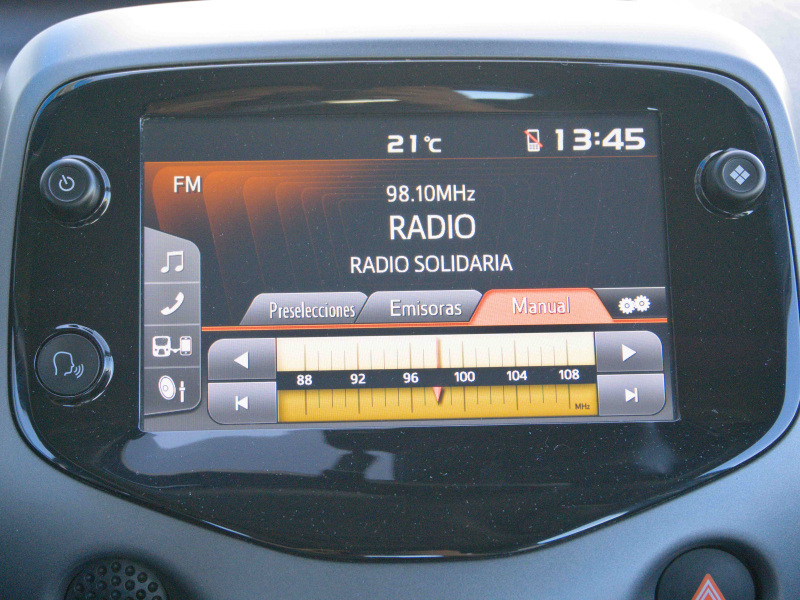 21°C 13:45
FM
98.10MHz
RADIO
RADIO SOLIDARIA
Preselecciones Emisoras Manual
88 92 96 100 104 108
MHz